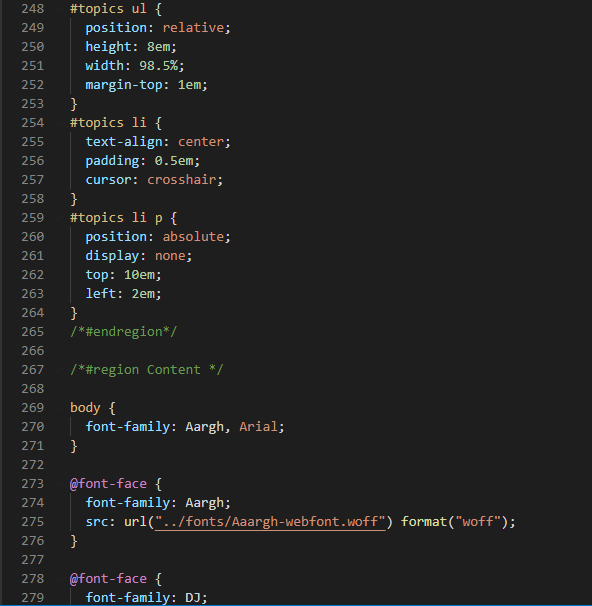 248 #topics ul {
249 position: relative;
250 height: 8em;
251 width: 98.5%;
252 margin-top: 1em;
253 }
254 #topics li {
255 text-align: center;
256 padding: 0.5em;
257 cursor: crosshair;
258 }
259 #topics li p {
260 position: absolute;
261 display: none;
262 top: 10em;
263 left: 2em;
264 }
265 /*#endregion*/
266
267 /*#region Content */
268
269 body {
270 font-family: Aargh, Arial;
271 }
272
273 @font-face {
274 font-family: Aargh;
275 src: url("../fonts/Aaargh-webfont.woff") format("woff");
276 }
277
278 @font-face {
279 font-family: DJ;